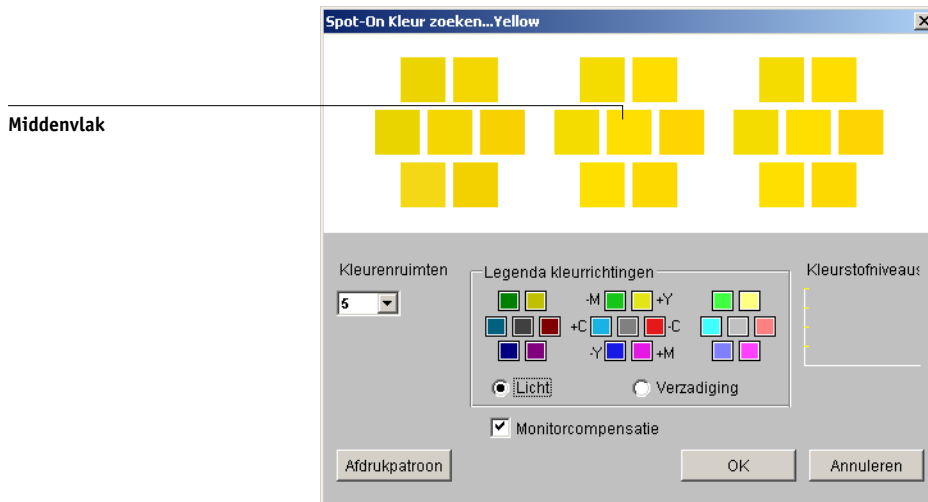 Spot-On Kleur zoeken...Yellow
Middenvlak
Kleurenruimten
Legenda kleurrichtingen
Kleurstofniveaus
5
-M
+Y
+C
-C
-Y
+M
Licht
Verzadiging
Monitorcompensatie
Afdrukpatroon
OK
Annuleren